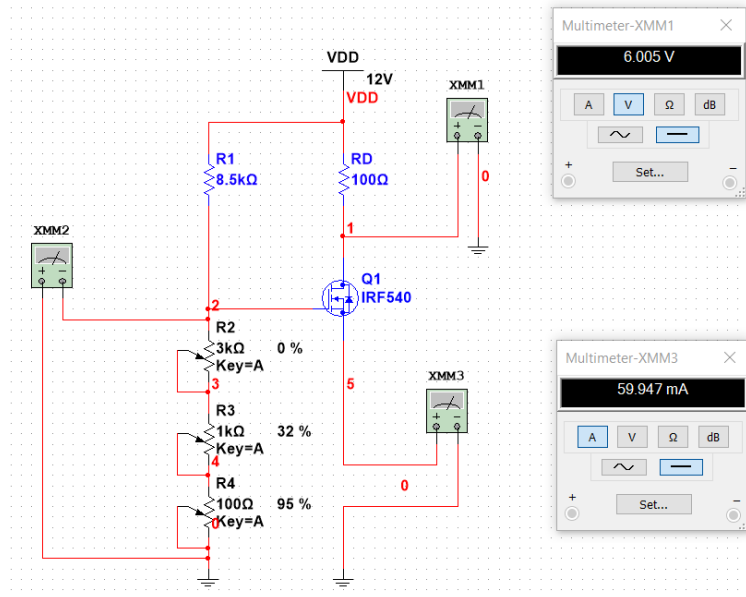 VDD
12V
VDD
XMM1
+ −
0
R1
8.5kΩ
RD
100Ω
1
XMM2
+ −
Q1
IRF540
2
R2
3kΩ 0 %
Key=A
3
R3
1kΩ 32 %
Key=A
4
R4
100Ω 95 %
Key=A
0
5
XMM3
+ −
0
Multimeter-XMM1
6.005 V
A V Ω dB
+ Set... −
Multimeter-XMM3
59.947 mA
A V Ω dB
+ Set... −